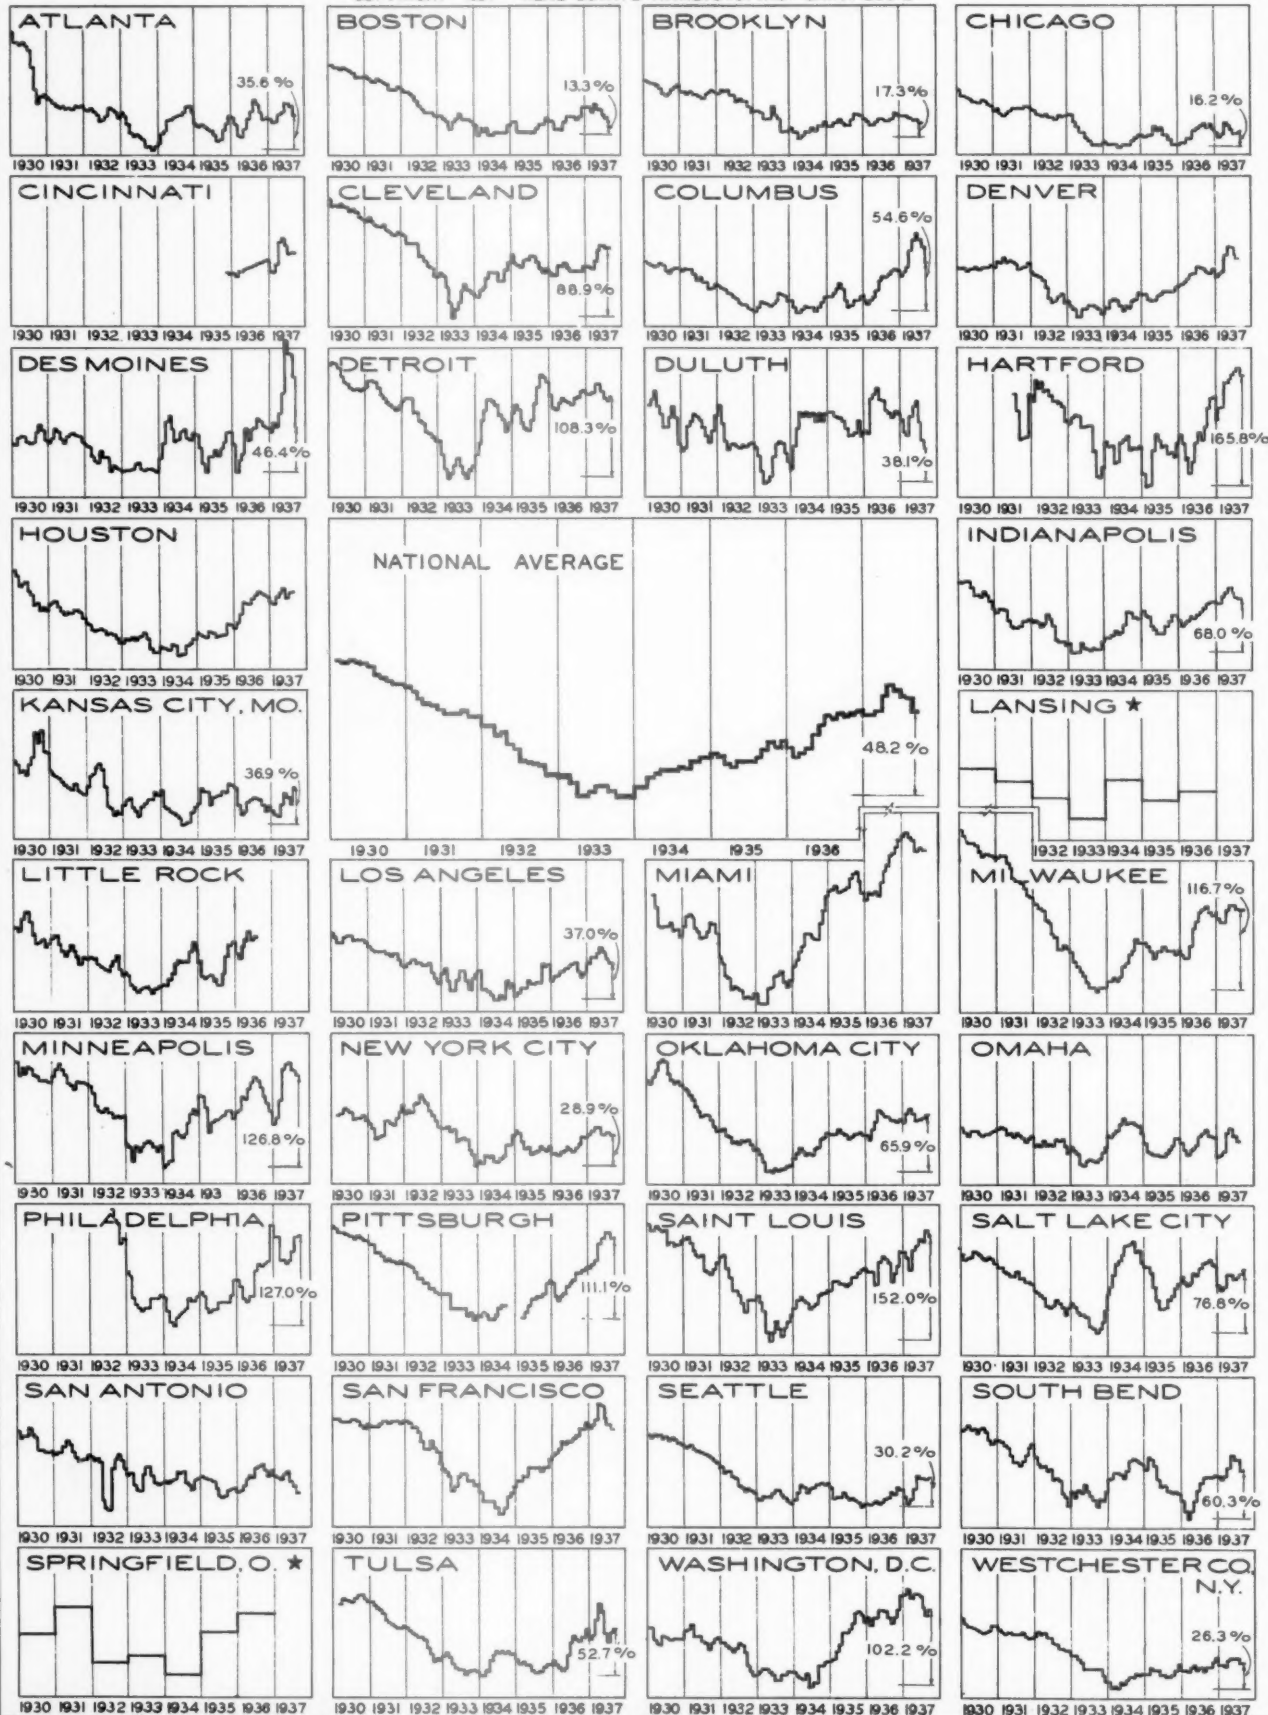 ATLANTA
35.6%
1930 1931 1932 1933 1934 1935 1936 1937
BOSTON
13.3%
1930 1931 1932 1933 1934 1935 1936 1937
BROOKLYN
17.3%
1930 1931 1932 1933 1934 1935 1936 1937
CHICAGO
16.2%
1930 1931 1932 1933 1934 1935 1936 1937
CINCINNATI
1930 1931 1932 1933 1934 1935 1936 1937
CLEVELAND
88.9%
1930 1931 1932 1933 1934 1935 1936 1937
COLUMBUS
54.6%
1930 1931 1932 1933 1934 1935 1936 1937
DENVER
1930 1931 1932 1933 1934 1935 1936 1937
DES MOINES
46.4%
1930 1931 1932 1933 1934 1935 1936 1937
DETROIT
108.3%
1930 1931 1932 1933 1934 1935 1936 1937
DULUTH
38.1%
1930 1931 1932 1933 1934 1935 1936 1937
HARTFORD
165.8%
1930 1931 1932 1933 1934 1935 1936 1937
HOUSTON
1930 1931 1932 1933 1934 1935 1936 1937
NATIONAL AVERAGE
48.2%
1930 1931 1932 1933 1934 1935 1936
INDIANAPOLIS
68.0%
1930 1931 1932 1933 1934 1935 1936 1937
KANSAS CITY, MO.
36.9%
1930 1931 1932 1933 1934 1935 1936 1937
LANSING ★
1932 1933 1934 1935 1936 1937
LITTLE ROCK
1930 1931 1932 1933 1934 1935 1936 1937
LOS ANGELES
37.0%
1930 1931 1932 1933 1934 1935 1936 1937
MIAMI
1930 1931 1932 1933 1934 1935 1936 1937
MILWAUKEE
116.7%
1930 1931 1932 1933 1934 1935 1936 1937
MINNEAPOLIS
126.8%
1930 1931 1932 1933 1934 193 1936 1937
NEW YORK CITY
28.9%
1930 1931 1932 1933 1934 1935 1936 1937
OKLAHOMA CITY
65.9%
1930 1931 1932 1933 1934 1935 1936 1937
OMAHA
1930 1931 1932 1933 1934 1935 1936 1937
PHILADELPHIA
127.0%
1930 1931 1932 1933 1934 1935 1936 1937
PITTSBURGH
111.1%
1930 1931 1932 1933 1934 1935 1936 1937
SAINT LOUIS
152.0%
1930 1931 1932 1933 1934 1935 1936 1937
SALT LAKE CITY
76.8%
1930 1931 1932 1933 1934 1935 1936 1937
SAN ANTONIO
1930 1931 1932 1933 1934 1935 1936 1937
SAN FRANCISCO
1930 1931 1932 1933 1934 1935 1936 1937
SEATTLE
30.2%
1930 1931 1932 1933 1934 1935 1936 1937
SOUTH BEND
60.3%
1930 1931 1932 1933 1934 1935 1936 1937
SPRINGFIELD, O. ★
1930 1931 1932 1933 1934 1935 1936 1937
TULSA
52.7%
1930 1931 1932 1933 1934 1935 1936 1937
WASHINGTON, D.C.
102.2%
1930 1931 1932 1933 1934 1935 1936 1937
WESTCHESTER CO.
N.Y.
26.3%
1930 1931 1932 1933 1934 1935 1936 1937